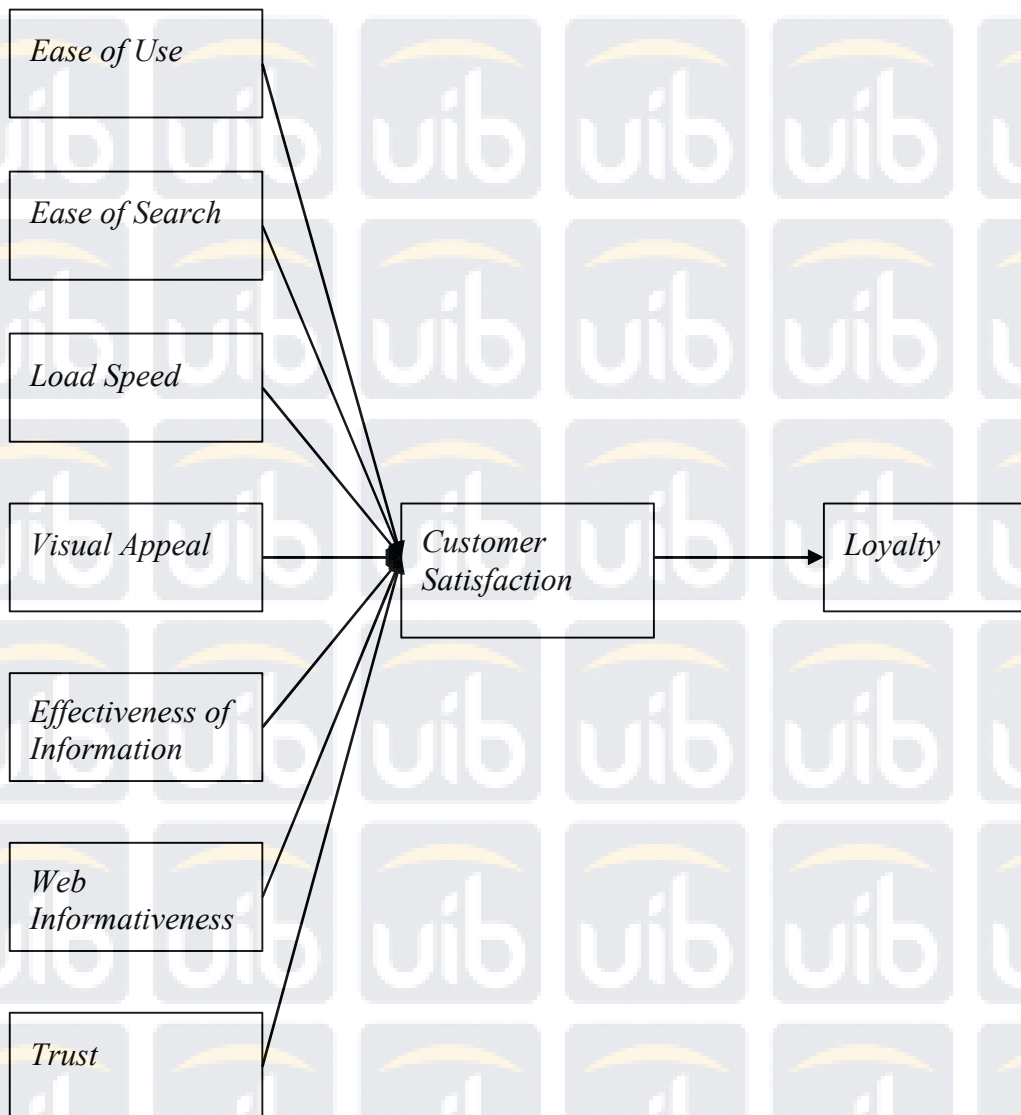 Ease of Use
Ease of Search
Load Speed
Visual Appeal
Customer
Satisfaction
Loyalty
Effectiveness of
Information
Web
Informativeness
Trust
uib